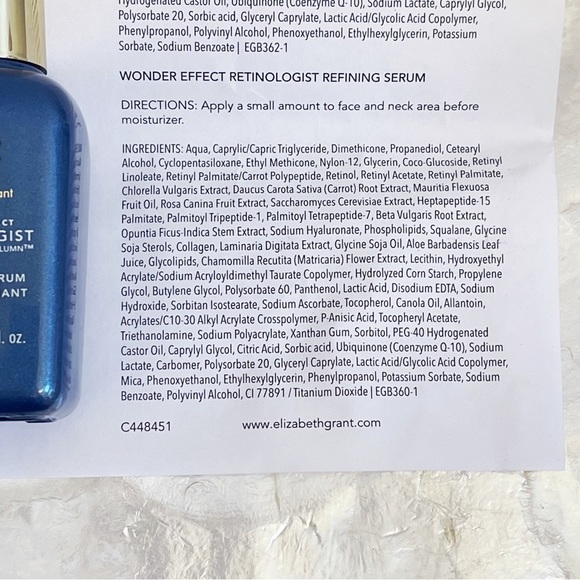 Hydrogenated Castor Oil, Ubiquinone (Coenzyme Q-10), Sodium Lactate, Caprylyl Glycol,
Polysorbate 20, Sorbic acid, Glyceryl Caprylate, Lactic Acid/Glycolic Acid Copolymer,
Phenylpropanol, Polyvinyl Alcohol, Phenoxyethanol, Ethylhexylglycerin, Potassium
Sorbate, Sodium Benzoate | EGB362-1
WONDER EFFECT RETINOLOGIST REFINING SERUM
DIRECTIONS: Apply a small amount to face and neck area before
moisturizer.
INGREDIENTS: Aqua, Caprylic/Capric Triglyceride, Dimethicone, Propanediol, Cetearyl
Alcohol, Cyclopentasiloxane, Ethyl Methicone, Nylon-12, Glycerin, Coco-Glucoside, Retinyl
Linoleate, Retinyl Palmitate/Carrot Polypeptide, Retinol, Retinyl Acetate, Retinyl Palmitate,
Chlorella Vulgaris Extract, Daucus Carota Sativa (Carrot) Root Extract, Mauritia Flexuosa
Fruit Oil, Rosa Canina Fruit Extract, Saccharomyces Cerevisiae Extract, Heptapeptide-15
Palmitate, Palmitoyl Tripeptide-1, Palmitoyl Tetrapeptide-7, Beta Vulgaris Root Extract,
Opuntia Ficus-Indica Stem Extract, Sodium Hyaluronate, Phospholipids, Squalane, Glycine
Soja Sterols, Collagen, Laminaria Digitata Extract, Glycine Soja Oil, Aloe Barbadensis Leaf
Juice, Glycolipids, Chamomilla Recutita (Matricaria) Flower Extract, Lecithin, Hydroxyethyl
Acrylate/Sodium Acryloyldimethyl Taurate Copolymer, Hydrolyzed Corn Starch, Propylene
Glycol, Butylene Glycol, Polysorbate 60, Panthenol, Lactic Acid, Disodium EDTA, Sodium
Hydroxide, Sorbitan Isostearate, Sodium Ascorbate, Tocopherol, Canola Oil, Allantoin,
Acrylates/C10-30 Alkyl Acrylate Crosspolymer, P-Anisic Acid, Tocopheryl Acetate,
Triethanolamine, Sodium Polyacrylate, Xanthan Gum, Sorbitol, PEG-40 Hydrogenated
Castor Oil, Caprylyl Glycol, Citric Acid, Sorbic acid, Ubiquinone (Coenzyme Q-10), Sodium
Lactate, Carbomer, Polysorbate 20, Glyceryl Caprylate, Lactic Acid/Glycolic Acid Copolymer,
Mica, Phenoxyethanol, Ethylhexylglycerin, Phenylpropanol, Potassium Sorbate, Sodium
Benzoate, Polyvinyl Alcohol, CI 77891 / Titanium Dioxide | EGB360-1
C448451 www.elizabethgrant.com
ant
CT
GIST
LUMN™
RUM
ANT
. OZ.